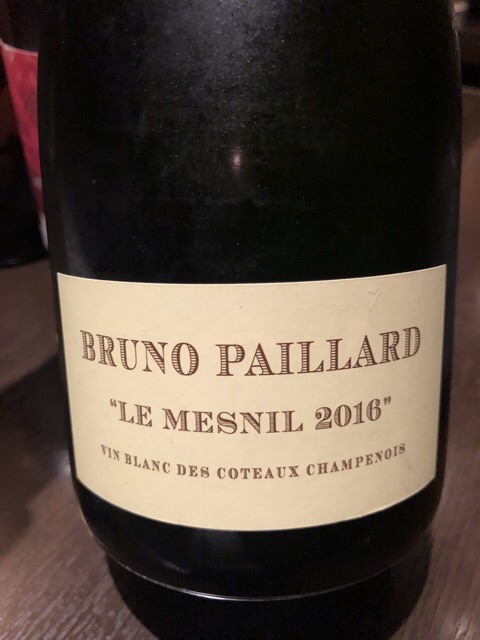 BRUNO PAILLARD
"LE MESNIL 2016"
VIN BLANC DES COTEAUX CHAMPENOIS